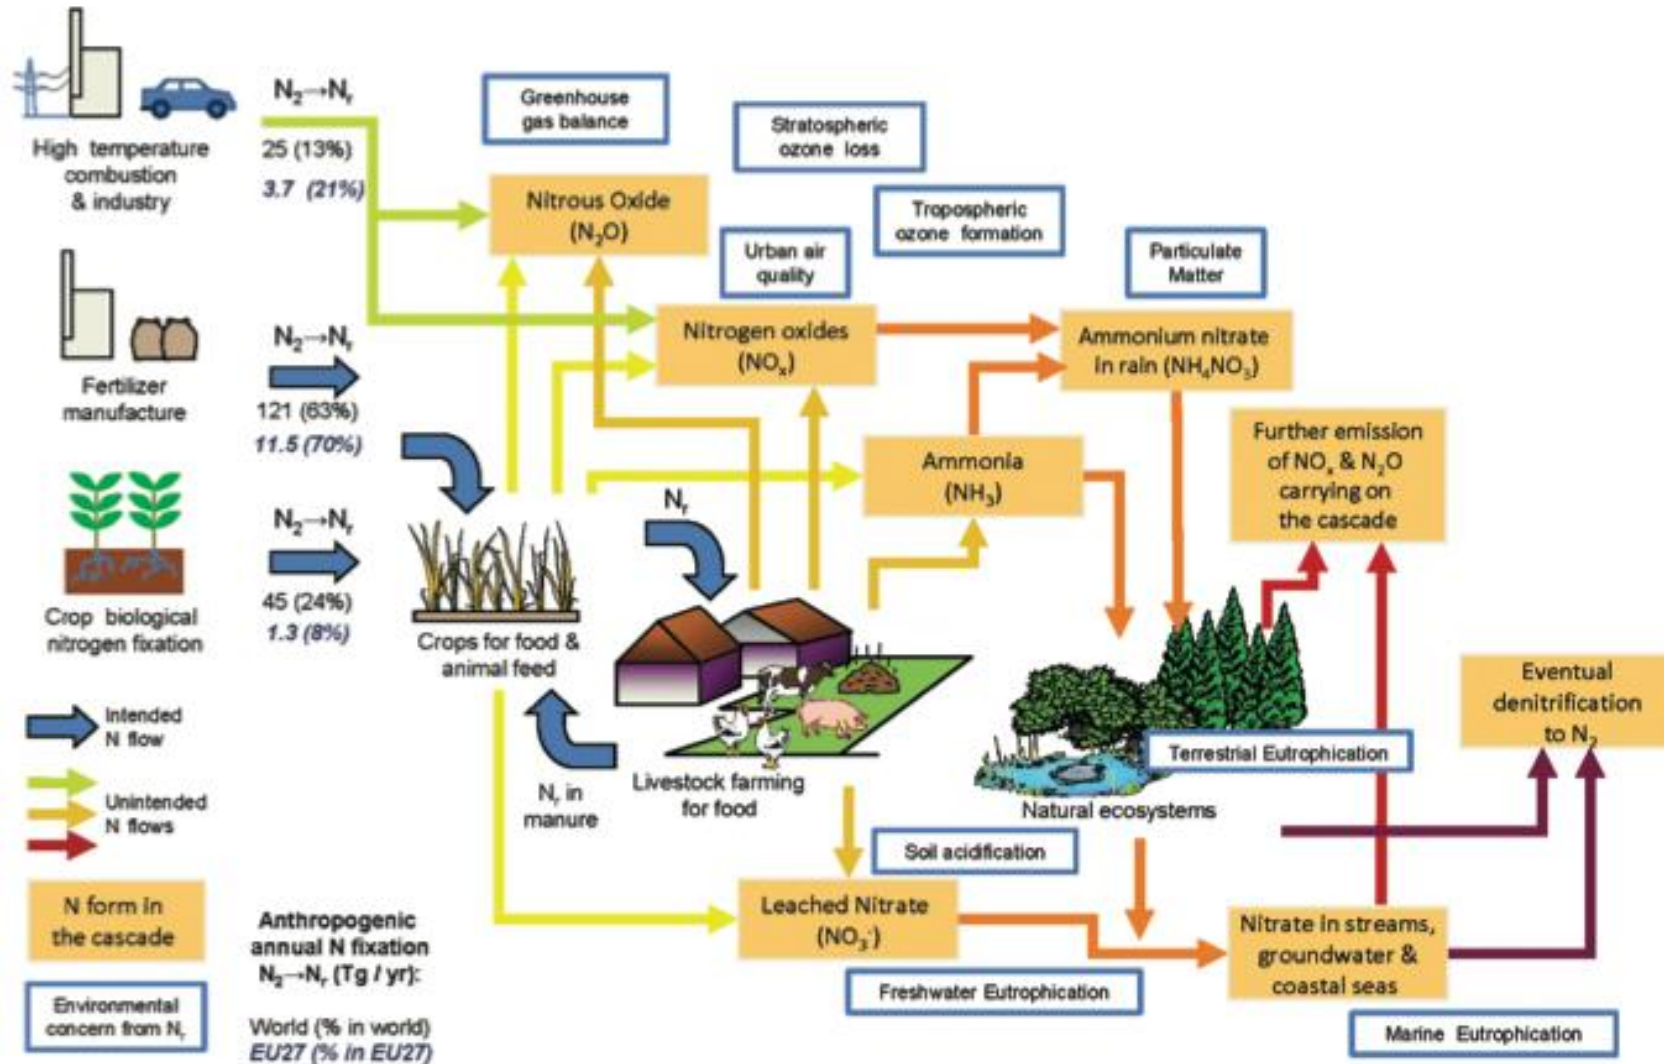 N₂→Nᵣ
25 (13%)
3.7 (21%)
High temperature
combustion
& industry
Greenhouse
gas balance
Stratospheric
ozone loss
Nitrous Oxide
(N₂O)
Tropospheric
ozone formation
Urban air
quality
Particulate
Matter
Nitrogen oxides
(NOₓ)
Ammonium nitrate
in rain (NH₄NO₃)
N₂→Nᵣ
Fertilizer
manufacture
121 (63%)
11.5 (70%)
Further emission
of NOₓ & N₂O
carrying on
the cascade
Ammonia
(NH₃)
N₂→Nᵣ
Nᵣ
45 (24%)
1.3 (8%)
Crop biological
nitrogen fixation
Crops for food &
animal feed
Eventual
denitrification
to N₂
Intended
N flow
Terrestrial Eutrophication
Livestock farming
for food
Nᵣ in
manure
Natural ecosystems
Unintended
N flows
Soil acidification
N form in
the cascade
Anthropogenic
annual N fixation
N₂→Nᵣ (Tg / yr):
Leached Nitrate
(NO₃⁻)
Nitrate in streams,
groundwater &
coastal seas
Freshwater Eutrophication
Environmental
concern from Nᵣ
World (% in world)
EU27 (% in EU27)
Marine Eutrophication